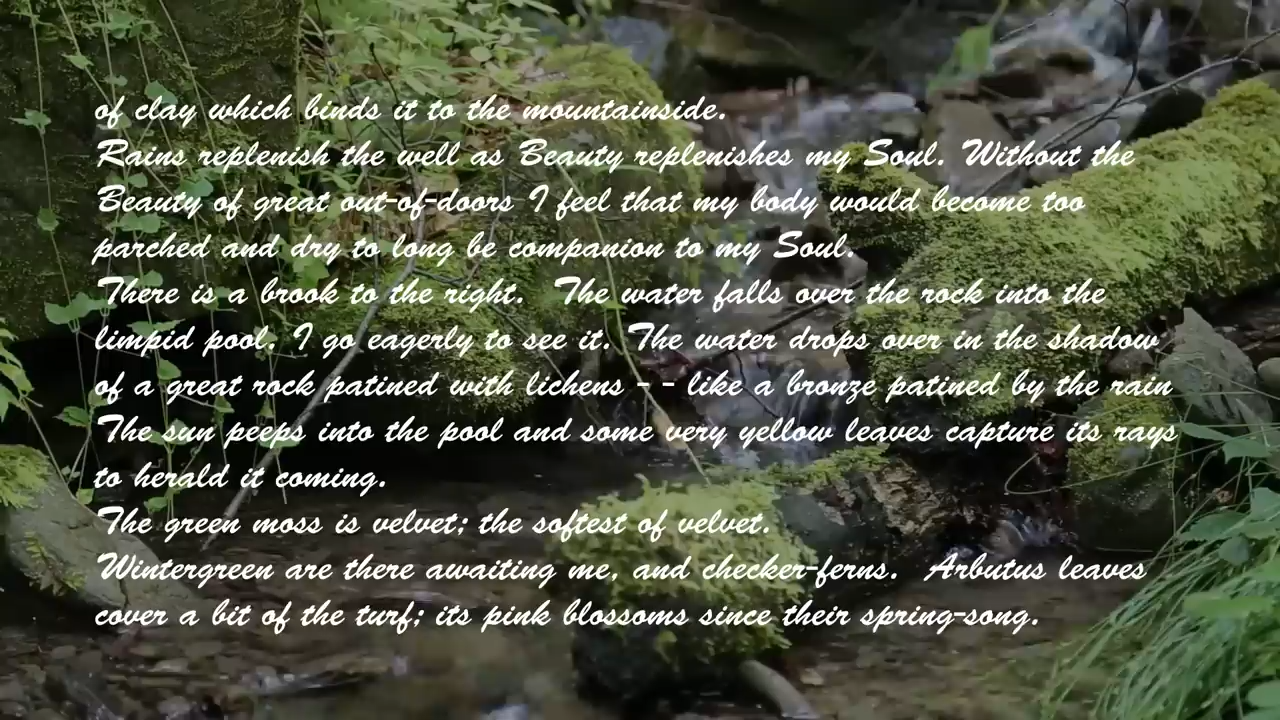 of clay which binds it to the mountainside.
Rains replenish the well as Beauty replenishes my Soul. Without the
Beauty of great out-of-doors I feel that my body would become too
parched and dry to long be companion to my Soul.
There is a brook to the right. The water falls over the rock into the
limpid pool. I go eagerly to see it. The water drops over in the shadow
of a great rock patined with lichens - - like a bronze patined by the rain
The sun peeps into the pool and some very yellow leaves capture its rays
to herald it coming.
The green moss is velvet; the softest of velvet.
Wintergreen are there awaiting me, and checker-ferns. Arbutus leaves
cover a bit of the turf; its pink blossoms since their spring-song.